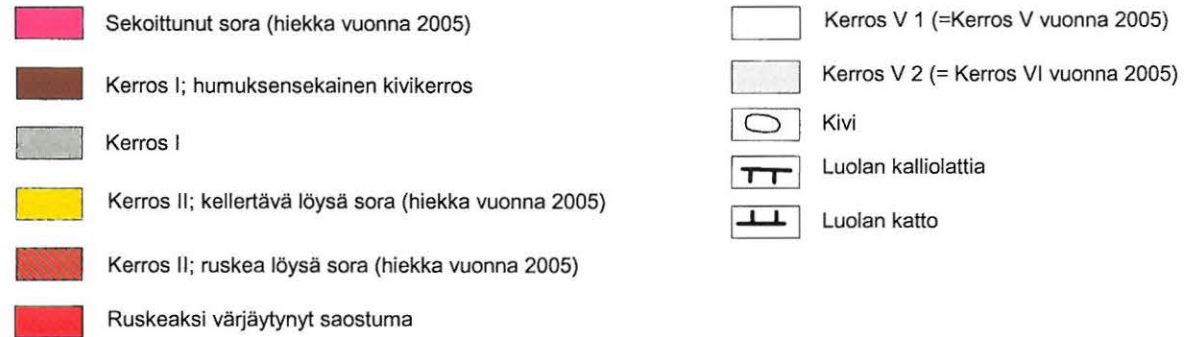 Sekoittunut sora (hiekka vuonna 2005)
Kerros I; humuksensekainen kivikerros
Kerros I
Kerros II; kellertävä löysä sora (hiekka vuonna 2005)
Kerros II; ruskea löysä sora (hiekka vuonna 2005)
Ruskeaksi värjäytynyt saostuma
Kerros V 1 (=Kerros V vuonna 2005)
Kerros V 2 (= Kerros VI vuonna 2005)
Kivi
Luolan kalliolattia
Luolan katto